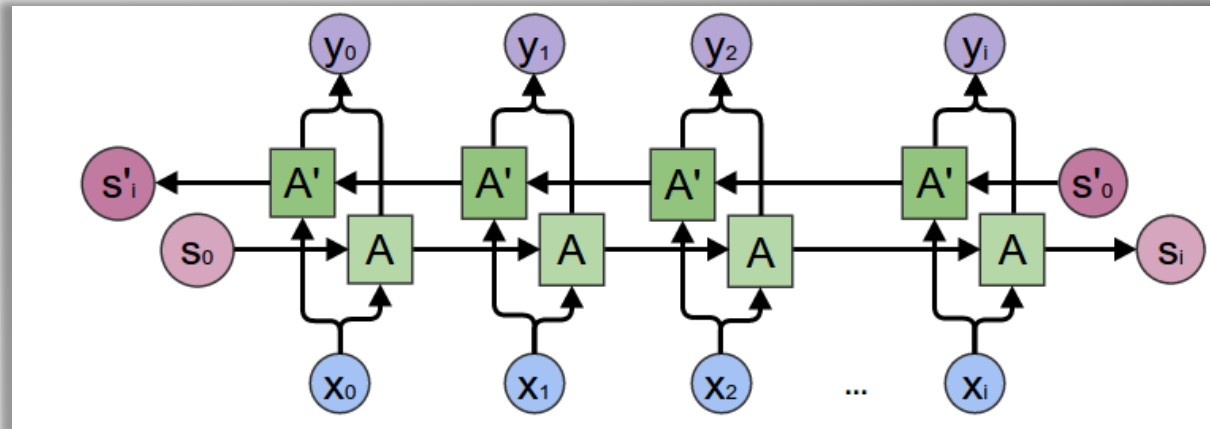 y₀ y₁ y₂ yᵢ
s'ᵢ A' A' A' A' s'₀
s₀ A A A A sᵢ
x₀ x₁ x₂ ... xᵢ